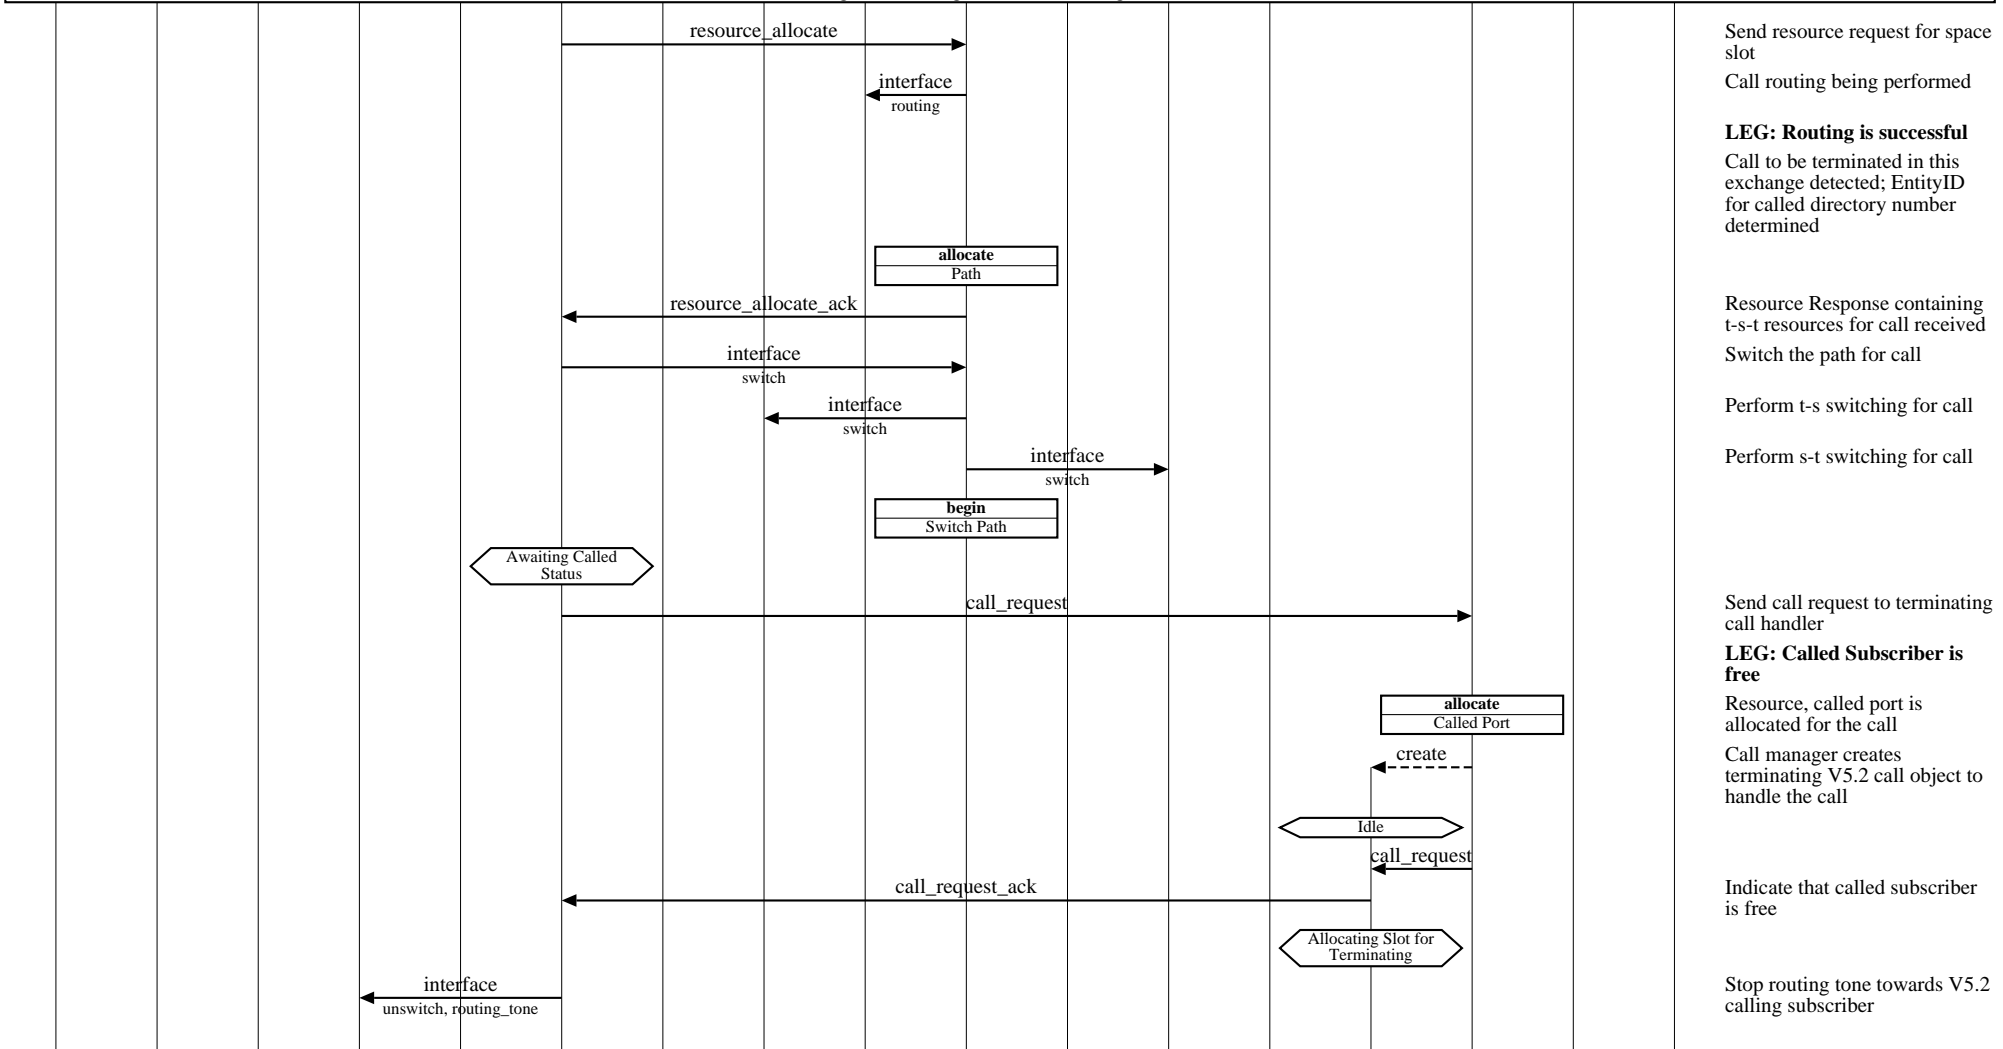 resource_allocate
Send resource request for space
slot
interface
routing
Call routing being performed
LEG: Routing is successful
Call to be terminated in this
exchange detected; EntityID
for called directory number
determined
allocate
Path
resource_allocate_ack
Resource Response containing
t-s-t resources for call received
interface
switch
Switch the path for call
interface
switch
Perform t-s switching for call
interface
switch
Perform s-t switching for call
begin
Switch Path
Awaiting Called
Status
call_request
Send call request to terminating
call handler
LEG: Called Subscriber is
free
allocate
Called Port
Resource, called port is
allocated for the call
create
Call manager creates
terminating V5.2 call object to
handle the call
Idle
call_request
call_request_ack
Indicate that called subscriber
is free
Allocating Slot for
Terminating
interface
unswitch, routing_tone
Stop routing tone towards V5.2
calling subscriber